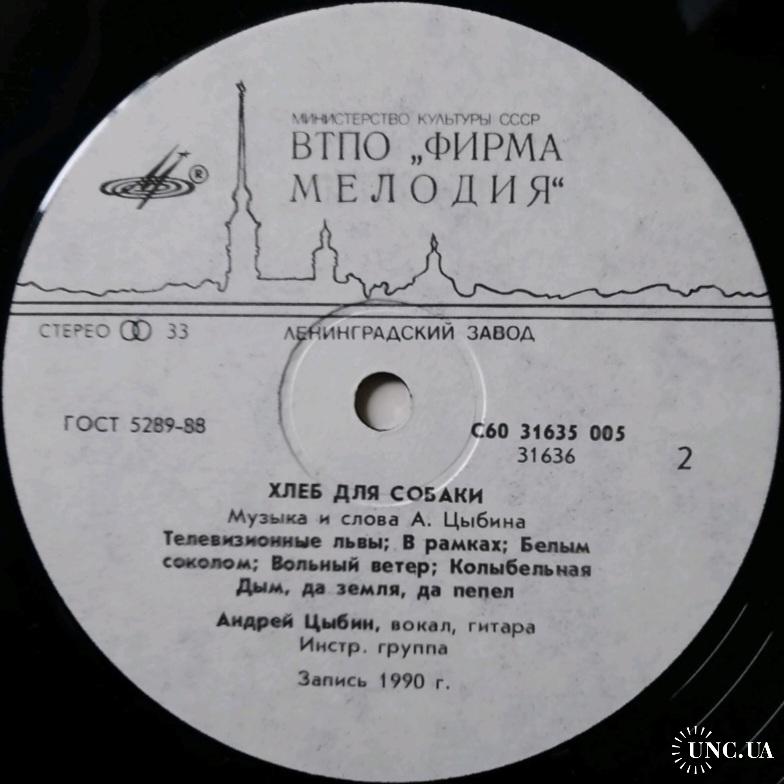 МИНИСТЕРСТВО КУЛЬТУРЫ СССР
ВТПО „ФИРМА
МЕЛОДИЯ“
®
СТЕРЕО 33
ЛЕНИНГРАДСКИЙ ЗАВОД
ГОСТ 5289-88
С60 31635 005
31636
2
ХЛЕБ ДЛЯ СОБАКИ
Музыка и слова А. Цыбина
Телевизионные львы; В рамках; Белым
соколом; Вольный ветер; Колыбельная
Дым, да земля, да пепел
Андрей Цыбин, вокал, гитара
Инстр. группа
Запись 1990 г.
UNC.UA